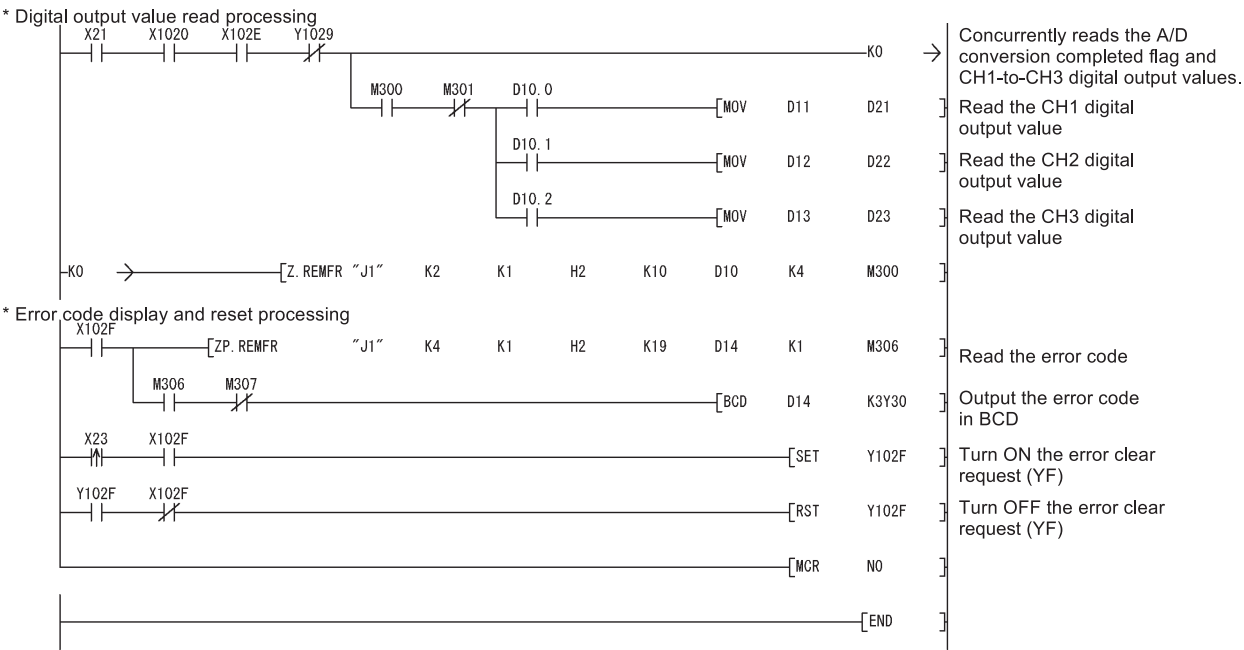 * Digital output value read processing
X21 X1020 X102E Y1029
K0 Concurrently reads the A/D
conversion completed flag and
CH1-to-CH3 digital output values.
M300 M301 D10.0
MOV D11 D21 Read the CH1 digital
output value
D10.1
MOV D12 D22 Read the CH2 digital
output value
D10.2
MOV D13 D23 Read the CH3 digital
output value
K0 Z.REMFR "J1" K2 K1 H2 K10 D10 K4 M300
* Error code display and reset processing
X102F
ZP.REMFR "J1" K4 K1 H2 K19 D14 K1 M306 Read the error code
M306 M307
BCD D14 K3Y30 Output the error code
in BCD
X23 X102F
SET Y102F Turn ON the error clear
request (YF)
Y102F X102F
RST Y102F Turn OFF the error clear
request (YF)
MCR N0
END